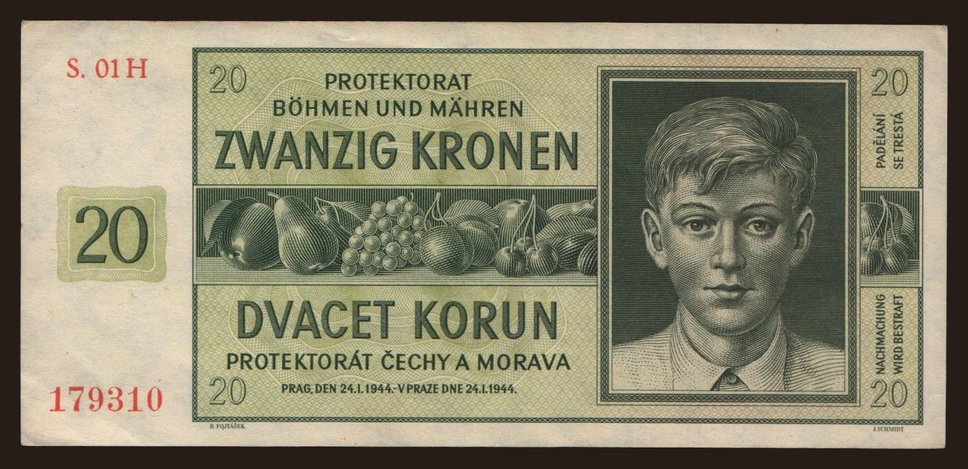 S. 01 H
20
PROTEKTORAT
BÖHMEN UND MÄHREN
ZWANZIG KRONEN
20
20
PADĚLÁNÍ
SE TRESTÁ
DVACET KORUN
PROTEKTORÁT ČECHY A MORAVA
PRAG, DEN 24.I.1944.-V PRAZE DNE 24.I.1944.
NACHMACHUNG
WIRD BESTRAFT
179310
20
20
B. FOJTÁŠEK
J. SCHMIDT